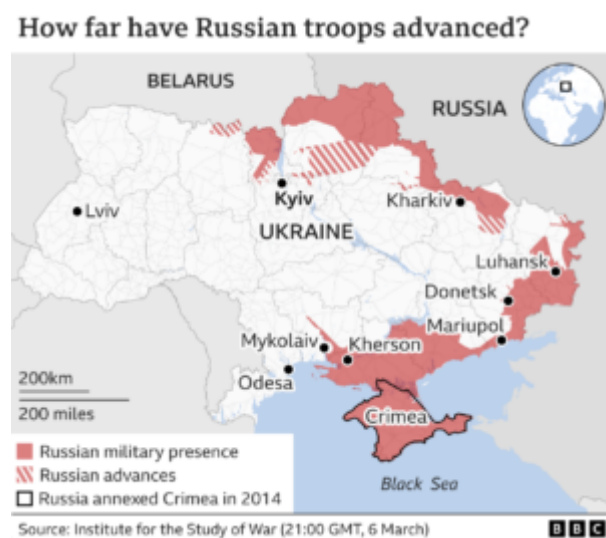 How far have Russian troops advanced?
BELARUS
RUSSIA
Kyiv
Lviv
Kharkiv
UKRAINE
Luhansk
Donetsk
Mariupol
Mykolaiv
Kherson
Odesa
200km
200 miles
Crimea
Russian military presence
Russian advances
Russia annexed Crimea in 2014
Black Sea
Source: Institute for the Study of War (21:00 GMT, 6 March)
BBC